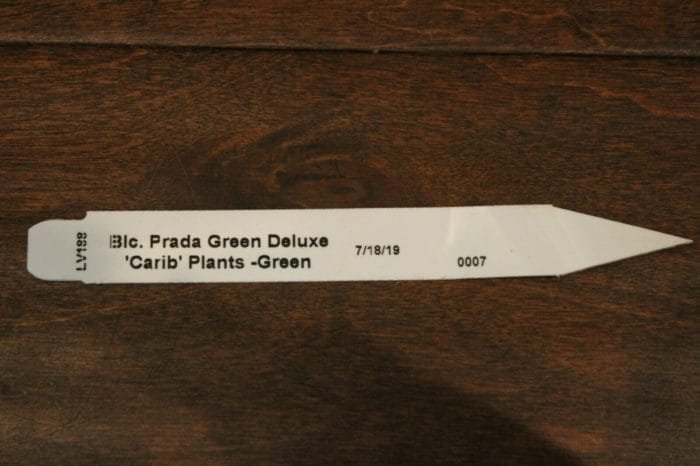 LV188
Blc. Prada Green Deluxe
'Carib' Plants -Green
7/18/19
0007